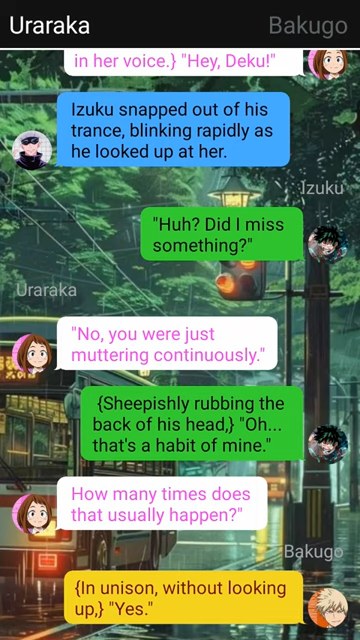 Uraraka
Bakugo
in her voice.} "Hey, Deku!"
Izuku snapped out of his
trance, blinking rapidly as
he looked up at her.
Izuku
"Huh? Did I miss
something?"
Uraraka
"No, you were just
muttering continuously."
{Sheepishly rubbing the
back of his head,} "Oh...
that's a habit of mine."
How many times does
that usually happen?"
Bakugo
{In unison, without looking
up,} "Yes."